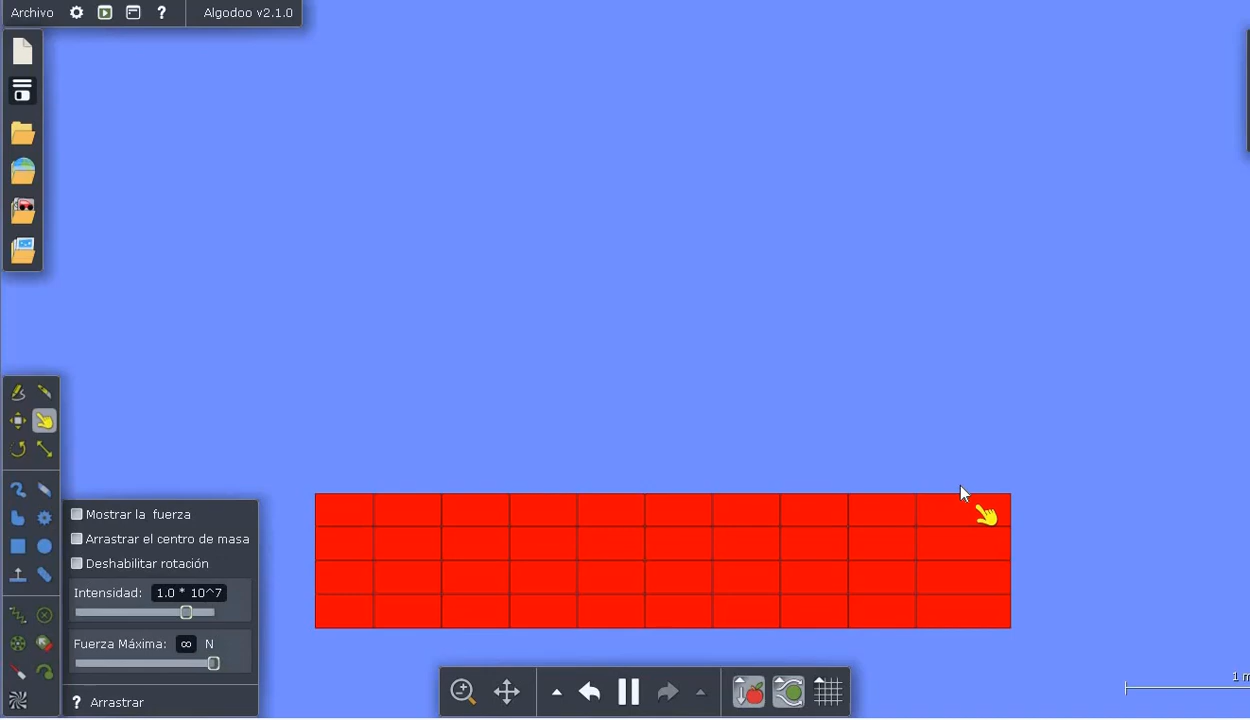 Archivo ? Algodoo v2.1.0
Mostrar la fuerza
Arrastrar el centro de masa
Deshabilitar rotación
Intensidad: 1.0 * 10^7
Fuerza Máxima: ∞ N
? Arrastrar
1 m